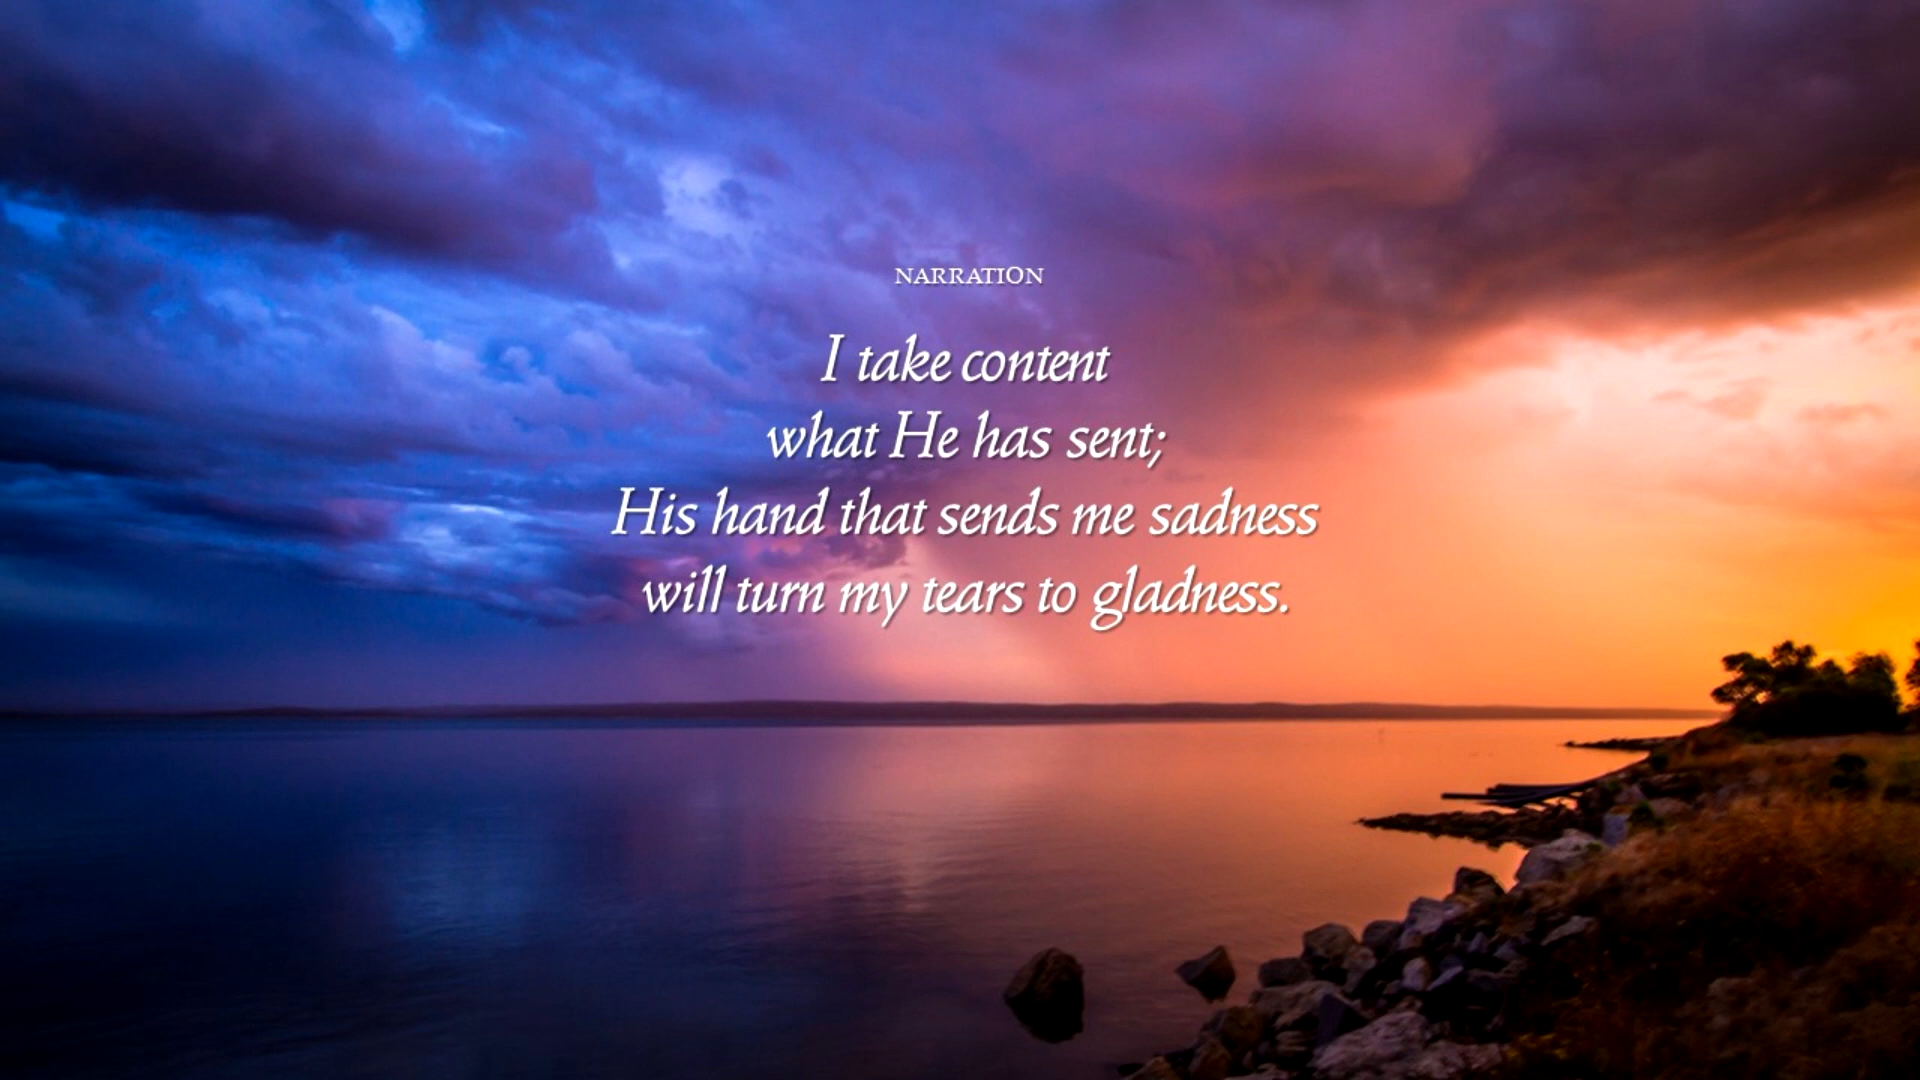 NARRATION
I take content
what He has sent;
His hand that sends me sadness
will turn my tears to gladness.